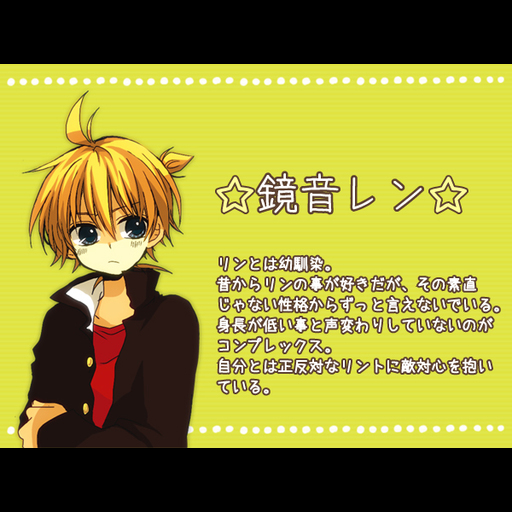 ☆鏡音レン☆
リンとは幼馴染。
昔からリンの事が好きだが、その素直
じゃない性格からずっと言えないでいる。
身長が低い事と声変わりしていないのが
コンプレックス。
自分とは正反対なリントに敵対心を抱い
ている。